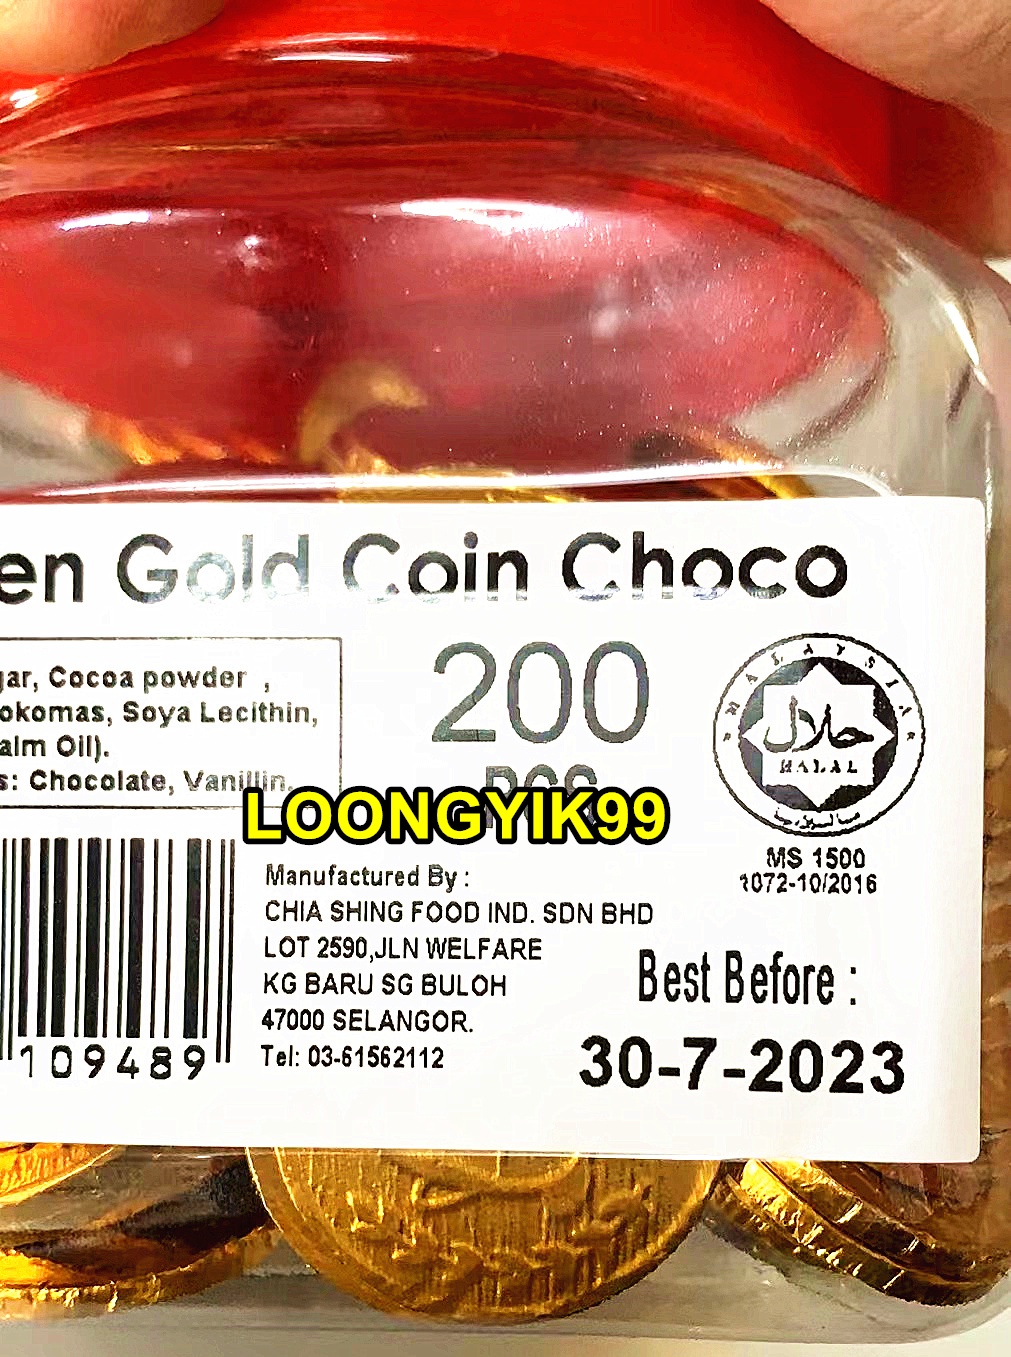 en Gold Coin Choco
gar, Cocoa powder ,
okomas, Soya Lecithin,
alm Oil).
s: Chocolate, Vanillin.
200
PCS
MALAYSIA
حلال
HALAL
ماليزيا
MS 1500
1072-10/2016
LOONGYIK99
Manufactured By :
CHIA SHING FOOD IND. SDN BHD
LOT 2590,JLN WELFARE
KG BARU SG BULOH
47000 SELANGOR.
Tel: 03-61562112
Best Before :
30-7-2023
109489